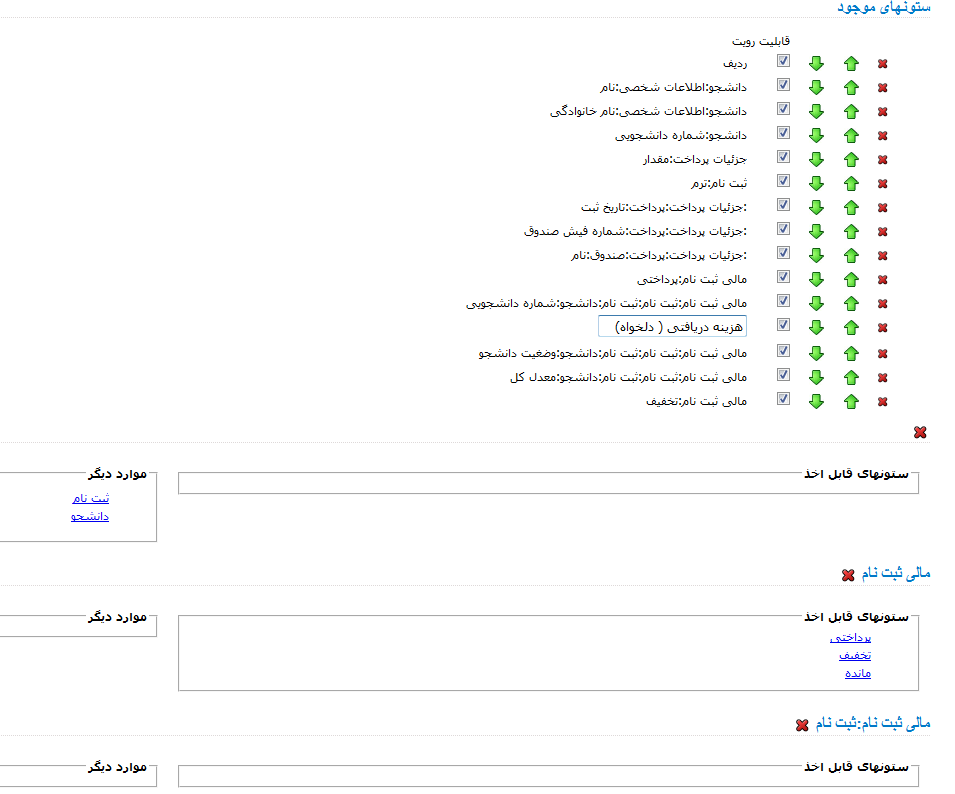 ستونهای موجود
قابلیت رویت
ردیف
دانشجو:اطلاعات شخصی:نام
دانشجو:اطلاعات شخصی:نام خانوادگی
دانشجو:شماره دانشجویی
جزئیات پرداخت:مقدار
ثبت نام:ترم
:جزئیات پرداخت:پرداخت:تاریخ ثبت
:جزئیات پرداخت:پرداخت:شماره فیش صندوق
:جزئیات پرداخت:پرداخت:صندوق:نام
مالی ثبت نام:پرداختی
مالی ثبت نام:ثبت نام:ثبت نام:دانشجو:شماره دانشجویی
هزینه دریافتی ( دلخواه)
مالی ثبت نام:ثبت نام:ثبت نام:دانشجو:وضغیت دانشجو
مالی ثبت نام:ثبت نام:ثبت نام:دانشجو:معدل کل
مالی ثبت نام:تخفیف
ستونهای قابل اخذ
موارد دیگر
ثبت نام
دانشجو
مالی ثبت نام
ستونهای قابل اخذ
موارد دیگر
پرداختی
تخفیف
مانده
مالی ثبت نام:ثبت نام
ستونهای قابل اخذ
موارد دیگر